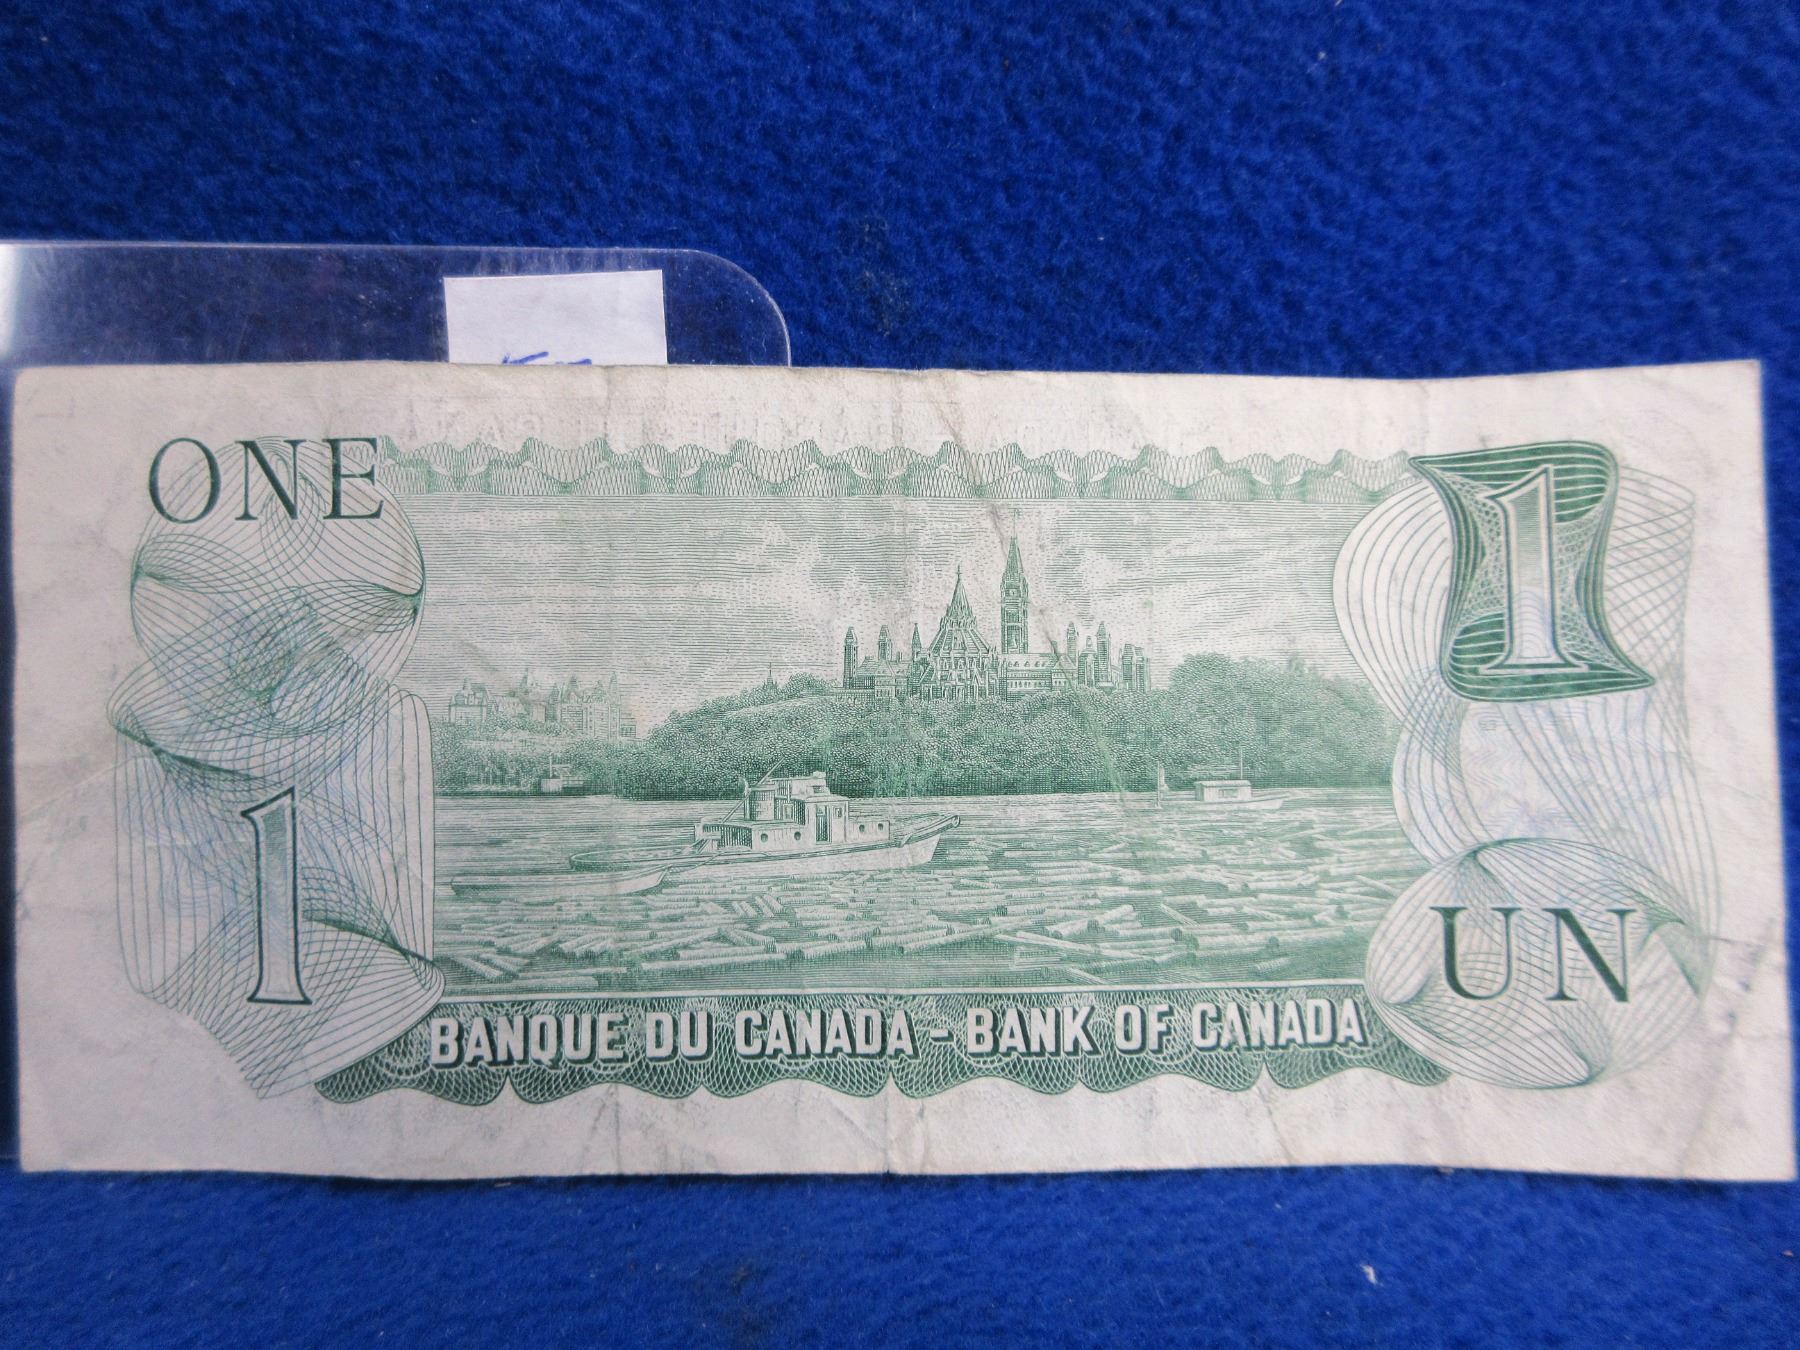 ONE
1
1
UN
BANQUE DU CANADA - BANK OF CANADA